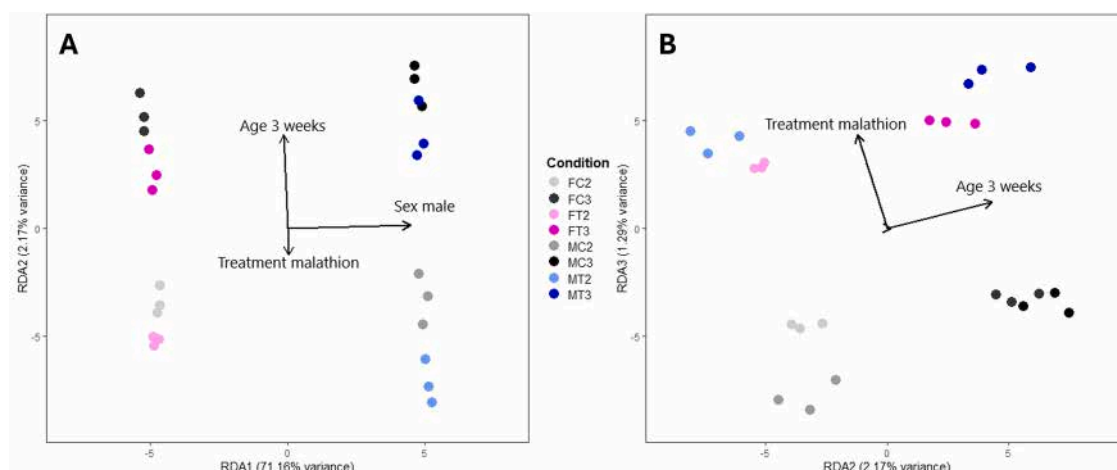 A
5
0
-5
RDA2 (2.17% variance)
Age 3 weeks
Sex male
Treatment malathion
-5
0
5
RDA1 (71.16% variance)
Condition
FC2
FC3
FT2
FT3
MC2
MC3
MT2
MT3
B
5
0
-5
RDA3 (1.29% variance)
Treatment malathion
Age 3 weeks
-5
0
5
RDA2 (2.17% variance)